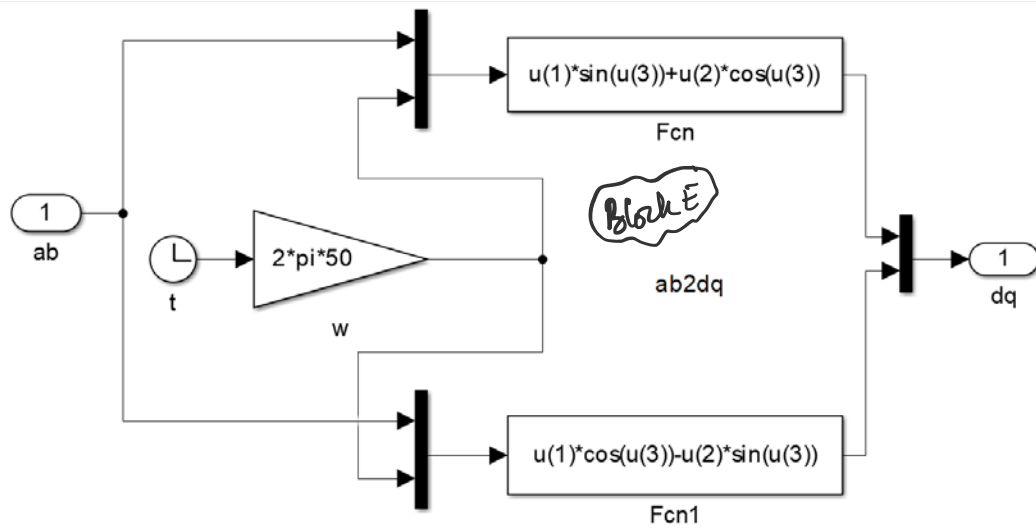 u(1)*sin(u(3))+u(2)*cos(u(3))
Fcn
Block E
1
ab
2*pi*50
t
w
ab2dq
1
dq
u(1)*cos(u(3))-u(2)*sin(u(3))
Fcn1